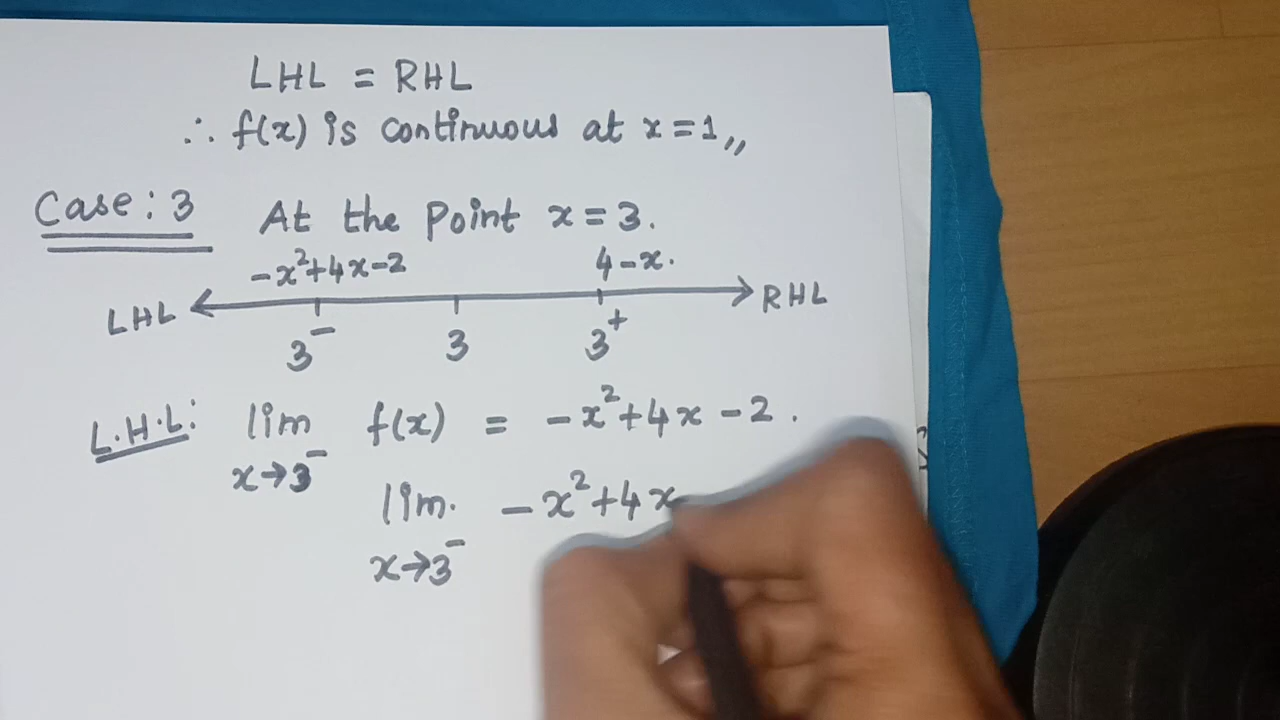 LHL = RHL
∴ f(x) is continuous at x = 1,,
Case: 3 At the point x = 3.
-x²+4x-2 4-x.
LHL RHL
3⁻ 3 3⁺
L.H.L: lim f(x) = -x²+4x-2.
x→3⁻
lim. -x²+4x
x→3⁻